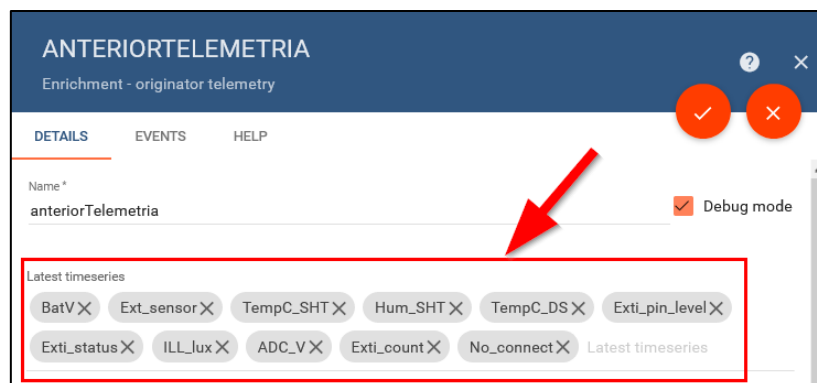 ANTERIORTELEMETRIA
Enrichment - originator telemetry
DETAILS EVENTS HELP
Name *
anteriorTelemetria
Debug mode
Latest timeseries
BatV Ext_sensor TempC_SHT Hum_SHT TempC_DS Exti_pin_level
Exti_status ILL_lux ADC_V Exti_count No_connect Latest timeseries